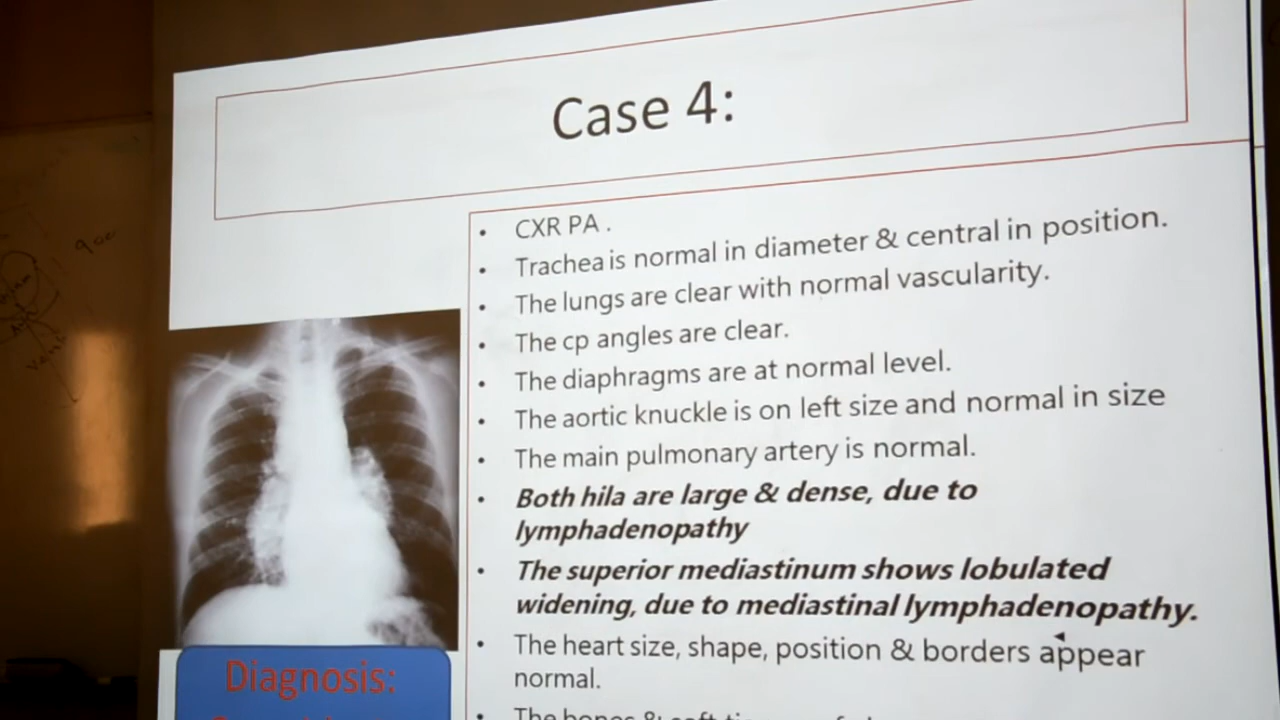 Case 4:
CXR PA .
Trachea is normal in diameter & central in position.
The lungs are clear with normal vascularity.
The cp angles are clear.
The diaphragms are at normal level.
The aortic knuckle is on left size and normal in size
The main pulmonary artery is normal.
Both hila are large & dense, due to
lymphadenopathy
The superior mediastinum shows lobulated
widening, due to mediastinal lymphadenopathy.
The heart size, shape, position & borders appear
normal.
The bones &
Diagnosis: